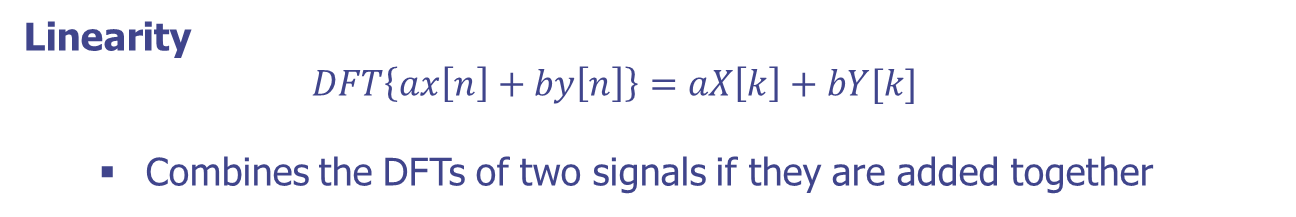 Linearity
DFT{ax[n] + by[n]} = aX[k] + bY[k]
▪ Combines the DFTs of two signals if they are added together